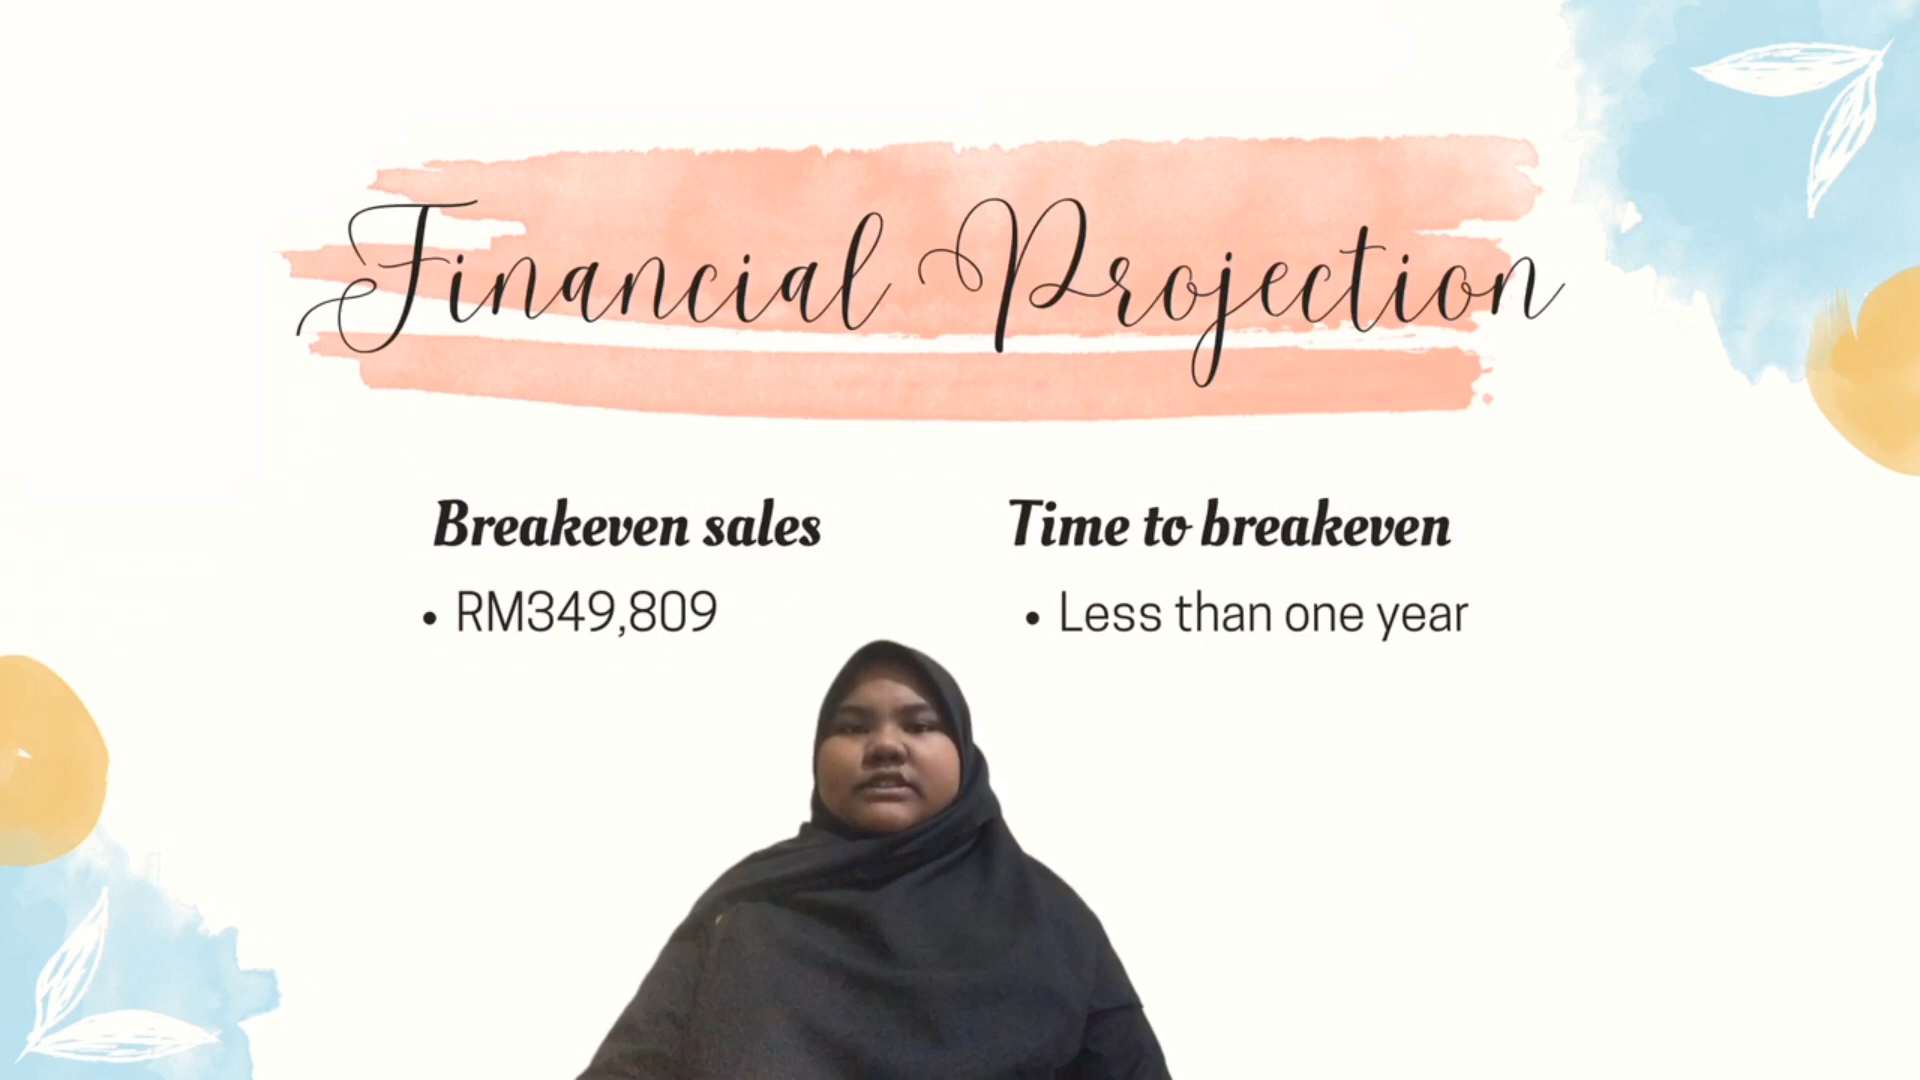 Financial Projection
Breakeven sales
• RM349,809
Time to breakeven
• Less than one year